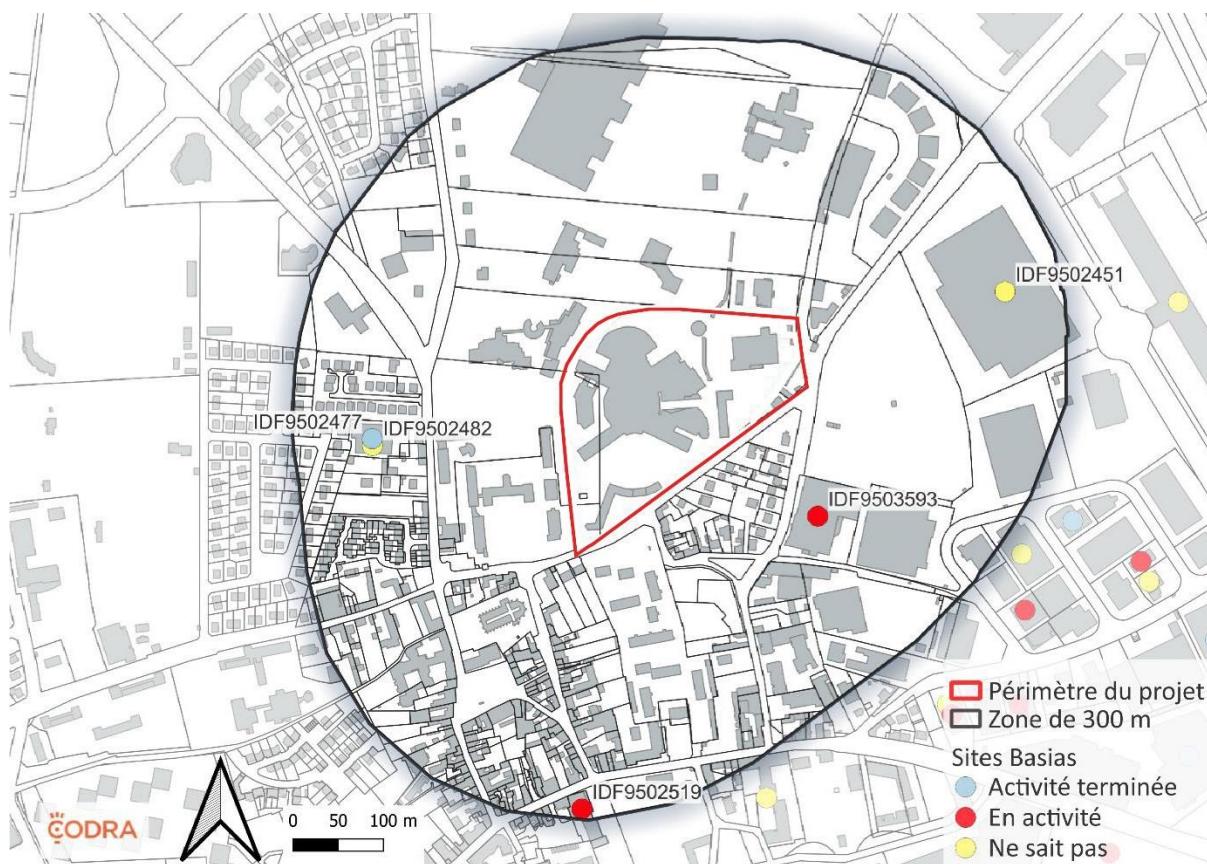 IDF9502451
IDF9502477
IDF9502482
IDF9503593
IDF9502519
Périmètre du projet
Zone de 300 m
Sites Basias
Activité terminée
En activité
Ne sait pas
CODRA
0 50 100 m